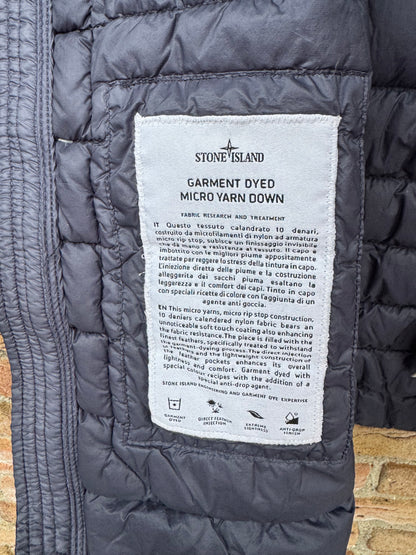 STONE ISLAND
GARMENT DYED
MICRO YARN DOWN
FABRIC RESEARCH AND TREATMENT
IT Questo tessuto calandrato 10 denari,
costruito da microfilamenti di nylon ad armatura
micro rip stop, subisce un finissaggio invisibile
che dà mano e resistenza al tessuto. Il capo è
imbottito con le migliori piume appositamente
trattate per reggere lo stress della tintura in capo.
L'iniezione diretta delle piume e la costruzione
alleggerita dei sacchi piuma esaltano la
leggerezza e il comfort dei capi. Tinto in capo
con speciali ricette di colore con l'aggiunta di un
agente anti goccia.
EN This micro yarns, micro rip stop construction,
10 deniers calendered nylon fabric bears an
unnoticeable soft touch coating also enhancing
the fabric resistance. The piece is filled with the
finest feathers, specifically treated to withstand
the garment-dyeing process. The direct injection
of feathers and the lightweight construction of
the feather pockets enhances its overall
lightness and comfort. Garment dyed with
special colour recipes with the addition of a
special anti-drop agent.
STONE ISLAND ENGINEERING AND GARMENT DYE EXPERTISE
GARMENT
DYED
DIRECT FEATHER
INJECTION
EXTREME
LIGHTNESS
ANTI-DROP
FINISH